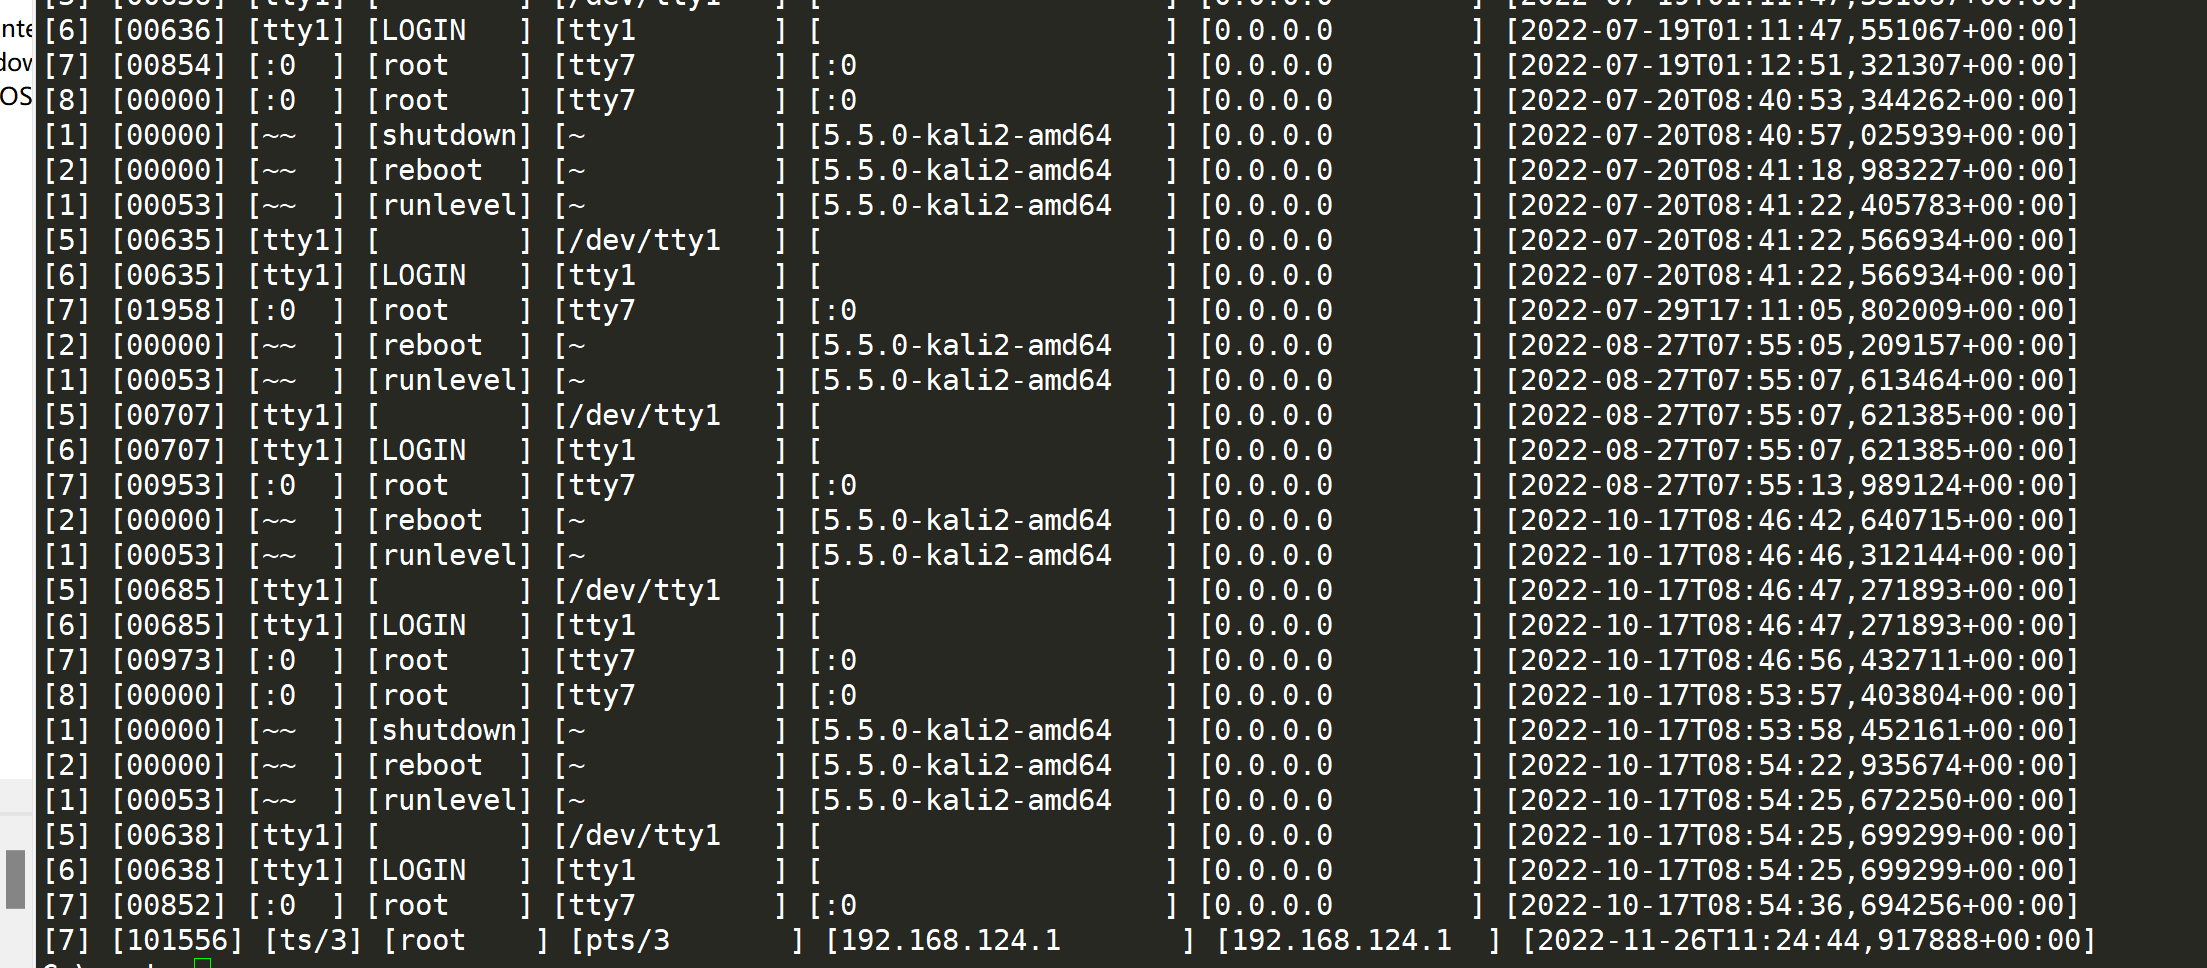 nte
dow
OS
[6] [00636] [tty1] [LOGIN   ] [tty1        ] [                    ] [0.0.0.0        ] [2022-07-19T01:11:47,551067+00:00]
[7] [00854] [:0  ] [root    ] [tty7        ] [:0                  ] [0.0.0.0        ] [2022-07-19T01:12:51,321307+00:00]
[8] [00000] [:0  ] [root    ] [tty7        ] [:0                  ] [0.0.0.0        ] [2022-07-20T08:40:53,344262+00:00]
[1] [00000] [~~  ] [shutdown] [~           ] [5.5.0-kali2-amd64   ] [0.0.0.0        ] [2022-07-20T08:40:57,025939+00:00]
[2] [00000] [~~  ] [reboot  ] [~           ] [5.5.0-kali2-amd64   ] [0.0.0.0        ] [2022-07-20T08:41:18,983227+00:00]
[1] [00053] [~~  ] [runlevel] [~           ] [5.5.0-kali2-amd64   ] [0.0.0.0        ] [2022-07-20T08:41:22,405783+00:00]
[5] [00635] [tty1] [        ] [/dev/tty1   ] [                    ] [0.0.0.0        ] [2022-07-20T08:41:22,566934+00:00]
[6] [00635] [tty1] [LOGIN   ] [tty1        ] [                    ] [0.0.0.0        ] [2022-07-20T08:41:22,566934+00:00]
[7] [01958] [:0  ] [root    ] [tty7        ] [:0                  ] [0.0.0.0        ] [2022-07-29T17:11:05,802009+00:00]
[2] [00000] [~~  ] [reboot  ] [~           ] [5.5.0-kali2-amd64   ] [0.0.0.0        ] [2022-08-27T07:55:05,209157+00:00]
[1] [00053] [~~  ] [runlevel] [~           ] [5.5.0-kali2-amd64   ] [0.0.0.0        ] [2022-08-27T07:55:07,613464+00:00]
[5] [00707] [tty1] [        ] [/dev/tty1   ] [                    ] [0.0.0.0        ] [2022-08-27T07:55:07,621385+00:00]
[6] [00707] [tty1] [LOGIN   ] [tty1        ] [                    ] [0.0.0.0        ] [2022-08-27T07:55:07,621385+00:00]
[7] [00953] [:0  ] [root    ] [tty7        ] [:0                  ] [0.0.0.0        ] [2022-08-27T07:55:13,989124+00:00]
[2] [00000] [~~  ] [reboot  ] [~           ] [5.5.0-kali2-amd64   ] [0.0.0.0        ] [2022-10-17T08:46:42,640715+00:00]
[1] [00053] [~~  ] [runlevel] [~           ] [5.5.0-kali2-amd64   ] [0.0.0.0        ] [2022-10-17T08:46:46,312144+00:00]
[5] [00685] [tty1] [        ] [/dev/tty1   ] [                    ] [0.0.0.0        ] [2022-10-17T08:46:47,271893+00:00]
[6] [00685] [tty1] [LOGIN   ] [tty1        ] [                    ] [0.0.0.0        ] [2022-10-17T08:46:47,271893+00:00]
[7] [00973] [:0  ] [root    ] [tty7        ] [:0                  ] [0.0.0.0        ] [2022-10-17T08:46:56,432711+00:00]
[8] [00000] [:0  ] [root    ] [tty7        ] [:0                  ] [0.0.0.0        ] [2022-10-17T08:53:57,403804+00:00]
[1] [00000] [~~  ] [shutdown] [~           ] [5.5.0-kali2-amd64   ] [0.0.0.0        ] [2022-10-17T08:53:58,452161+00:00]
[2] [00000] [~~  ] [reboot  ] [~           ] [5.5.0-kali2-amd64   ] [0.0.0.0        ] [2022-10-17T08:54:22,935674+00:00]
[1] [00053] [~~  ] [runlevel] [~           ] [5.5.0-kali2-amd64   ] [0.0.0.0        ] [2022-10-17T08:54:25,672250+00:00]
[5] [00638] [tty1] [        ] [/dev/tty1   ] [                    ] [0.0.0.0        ] [2022-10-17T08:54:25,699299+00:00]
[6] [00638] [tty1] [LOGIN   ] [tty1        ] [                    ] [0.0.0.0        ] [2022-10-17T08:54:25,699299+00:00]
[7] [00852] [:0  ] [root    ] [tty7        ] [:0                  ] [0.0.0.0        ] [2022-10-17T08:54:36,694256+00:00]
[7] [101556] [ts/3] [root    ] [pts/3       ] [192.168.124.1       ] [192.168.124.1  ] [2022-11-26T11:24:44,917888+00:00]